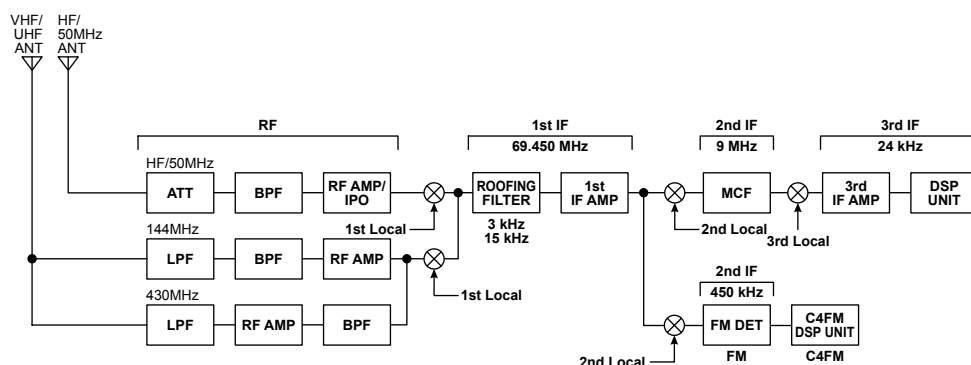 VHF/
UHF
ANT
HF/
50MHz
ANT
RF
1st IF
69.450 MHz
2nd IF
9 MHz
3rd IF
24 kHz
HF/50MHz
ATT
BPF
RF AMP/
IPO
1st Local
ROOFING
FILTER
3 kHz
15 kHz
1st
IF AMP
MCF
2nd Local
3rd Local
3rd
IF AMP
DSP
UNIT
144MHz
LPF
BPF
RF AMP
1st Local
430MHz
LPF
RF AMP
BPF
2nd IF
450 kHz
FM DET
FM
C4FM
DSP UNIT
C4FM
2nd Local